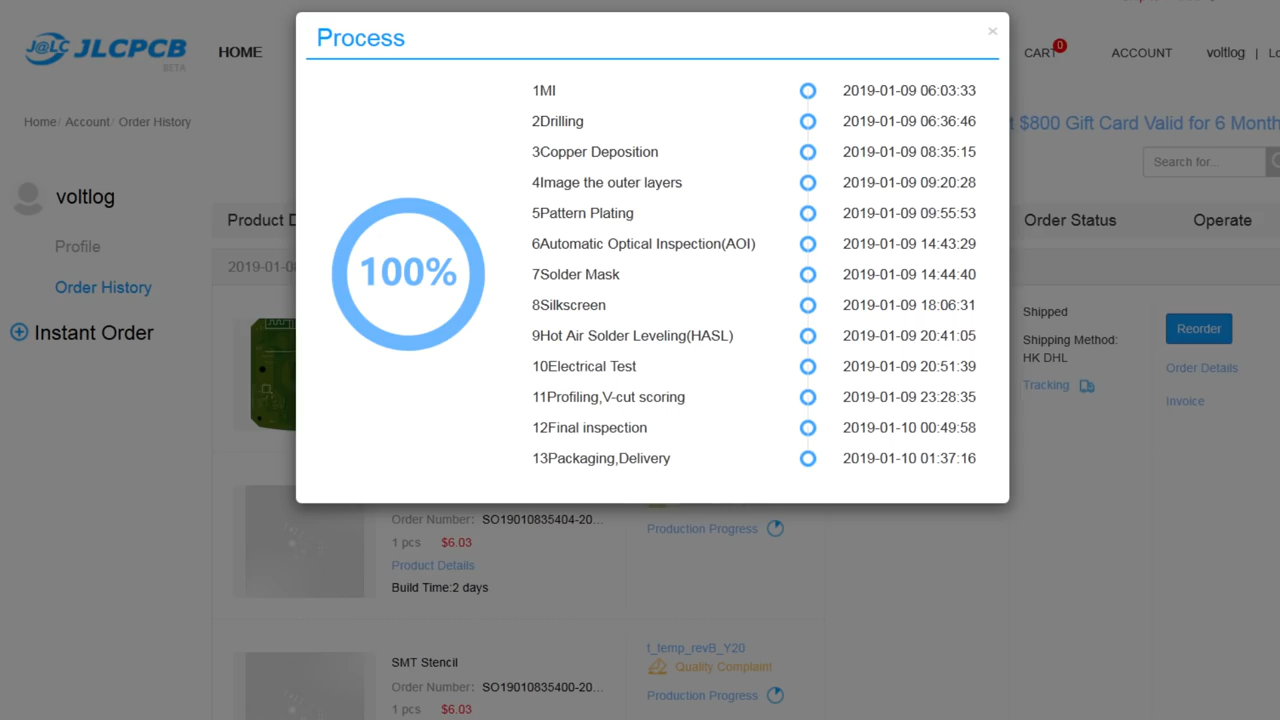 Process
×
J@LC JLCPCB
BETA
HOME
CART
0
ACCOUNT
voltlog
|
Home/ Account/ Order History
$800 Gift Card Valid for 6 Month
Search for...
voltlog
Profile
Order History
Instant Order
Product D
Order Status
Operate
100%
1MI 2019-01-09 06:03:33
2Drilling 2019-01-09 06:36:46
3Copper Deposition 2019-01-09 08:35:15
4Image the outer layers 2019-01-09 09:20:28
5Pattern Plating 2019-01-09 09:55:53
6Automatic Optical Inspection(AOI) 2019-01-09 14:43:29
7Solder Mask 2019-01-09 14:44:40
8Silkscreen 2019-01-09 18:06:31
9Hot Air Solder Leveling(HASL) 2019-01-09 20:41:05
10Electrical Test 2019-01-09 20:51:39
11Profiling,V-cut scoring 2019-01-09 23:28:35
12Final inspection 2019-01-10 00:49:58
13Packaging,Delivery 2019-01-10 01:37:16
Shipped
Shipping Method:
HK DHL
Tracking
Reorder
Order Details
Invoice
Order Number: SO19010835404-20...
1 pcs $6.03
Product Details
Build Time:2 days
Production Progress
SMT Stencil
Order Number: SO19010835400-20...
1 pcs $6.03
t_temp_revB_Y20
Quality Complaint
Production Progress